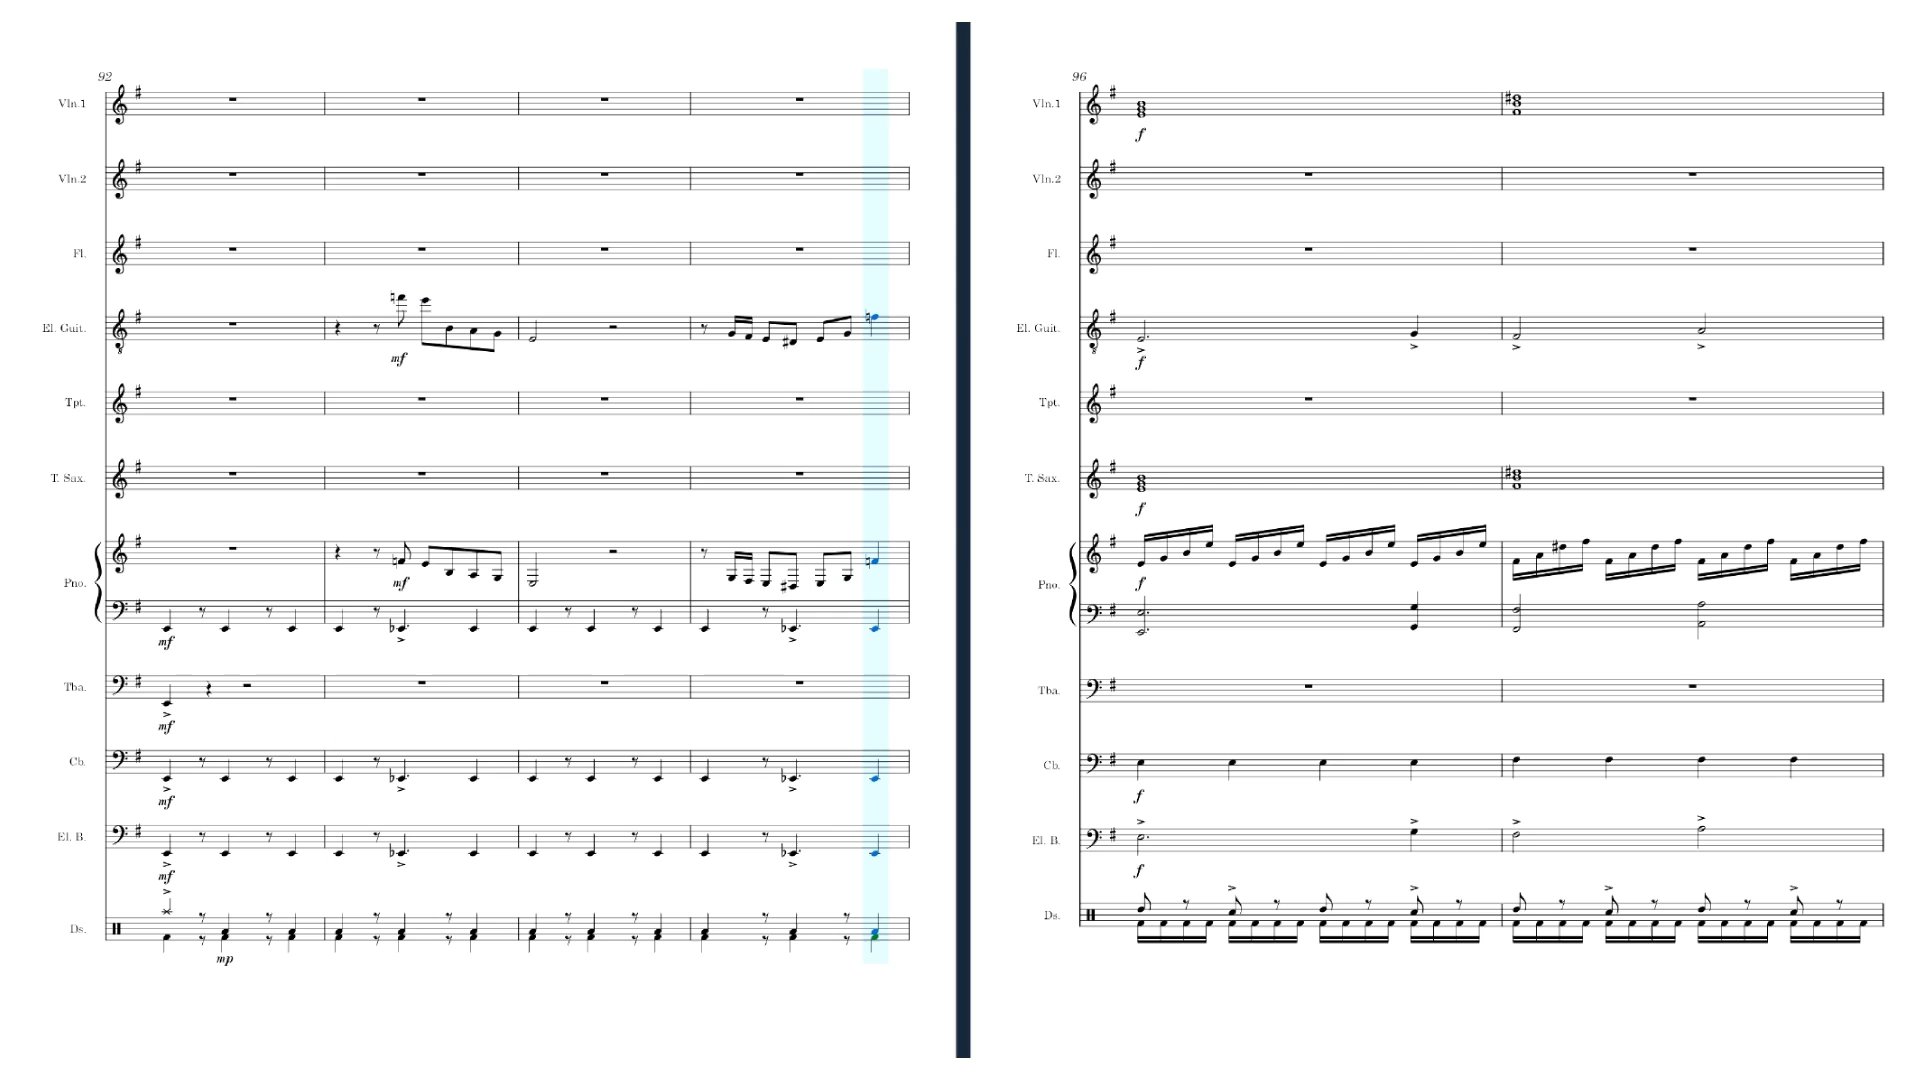 92
Vln.1
Vln.2
Fl.
El. Guit.
mf
Tpt.
T. Sax.
Pno.
mf
mf
Tba.
mf
Cb.
mf
El. B.
mf
Ds.
mp
96
Vln.1
f
Vln.2
Fl.
El. Guit.
f
Tpt.
T. Sax.
f
Pno.
f
Tba.
Cb.
f
El. B.
f
Ds.